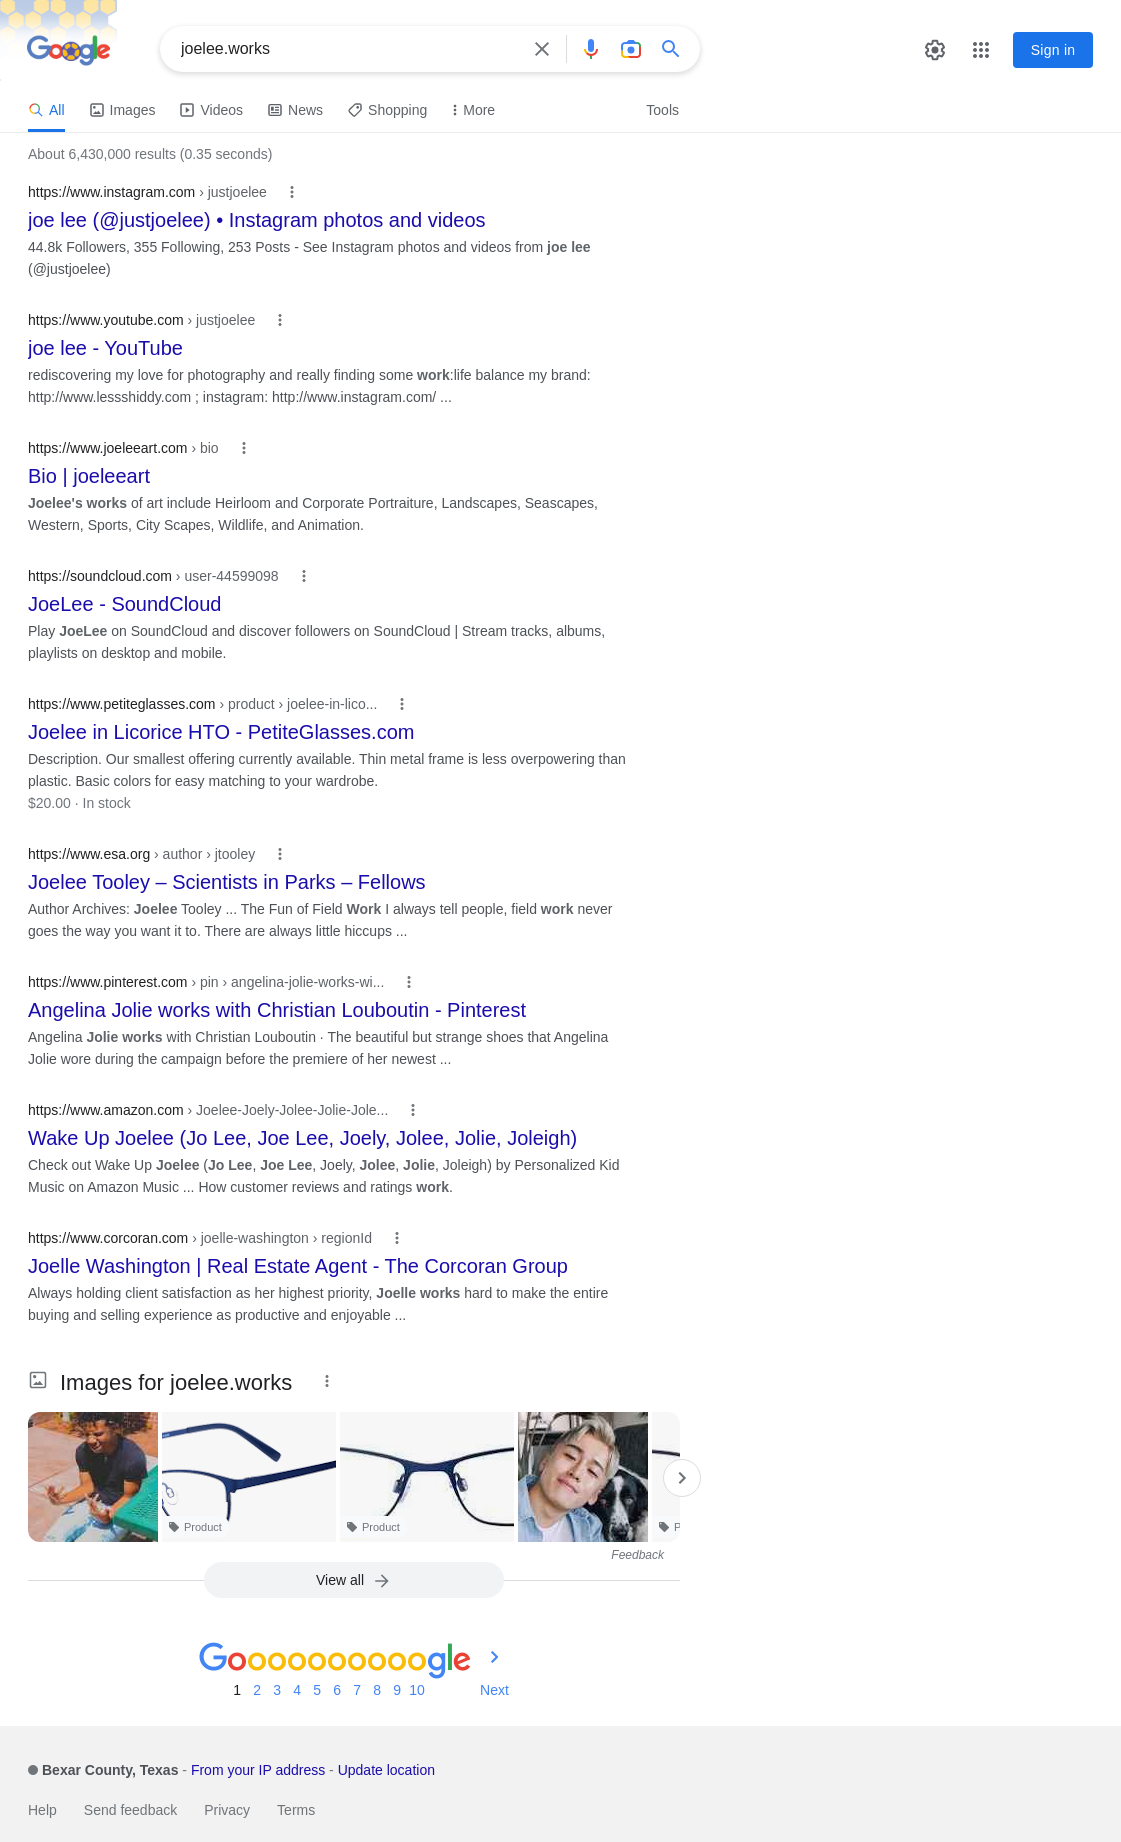 Google
joelee.works
Sign in
All
Images
Videos
News
Shopping
More
Tools
About 6,430,000 results (0.35 seconds)
https://www.instagram.com › justjoelee
joe lee (@justjoelee) • Instagram photos and videos
44.8k Followers, 355 Following, 253 Posts - See Instagram photos and videos from joe lee
(@justjoelee)
https://www.youtube.com › justjoelee
joe lee - YouTube
rediscovering my love for photography and really finding some work:life balance my brand:
http://www.lessshiddy.com ; instagram: http://www.instagram.com/ ...
https://www.joeleeart.com › bio
Bio | joeleeart
Joelee's works of art include Heirloom and Corporate Portraiture, Landscapes, Seascapes,
Western, Sports, City Scapes, Wildlife, and Animation.
https://soundcloud.com › user-44599098
JoeLee - SoundCloud
Play JoeLee on SoundCloud and discover followers on SoundCloud | Stream tracks, albums,
playlists on desktop and mobile.
https://www.petiteglasses.com › product › joelee-in-lico...
Joelee in Licorice HTO - PetiteGlasses.com
Description. Our smallest offering currently available. Thin metal frame is less overpowering than
plastic. Basic colors for easy matching to your wardrobe.
$20.00 · In stock
https://www.esa.org › author › jtooley
Joelee Tooley – Scientists in Parks – Fellows
Author Archives: Joelee Tooley ... The Fun of Field Work I always tell people, field work never
goes the way you want it to. There are always little hiccups ...
https://www.pinterest.com › pin › angelina-jolie-works-wi...
Angelina Jolie works with Christian Louboutin - Pinterest
Angelina Jolie works with Christian Louboutin · The beautiful but strange shoes that Angelina
Jolie wore during the campaign before the premiere of her newest ...
https://www.amazon.com › Joelee-Joely-Jolee-Jolie-Jole...
Wake Up Joelee (Jo Lee, Joe Lee, Joely, Jolee, Jolie, Joleigh)
Check out Wake Up Joelee (Jo Lee, Joe Lee, Joely, Jolee, Jolie, Joleigh) by Personalized Kid
Music on Amazon Music ... How customer reviews and ratings work.
https://www.corcoran.com › joelle-washington › regionId
Joelle Washington | Real Estate Agent - The Corcoran Group
Always holding client satisfaction as her highest priority, Joelle works hard to make the entire
buying and selling experience as productive and enjoyable ...
Images for joelee.works
Product
Product
P
Feedback
View all
Goooooooooogle
1 2 3 4 5 6 7 8 9 10 Next
Bexar County, Texas - From your IP address - Update location
Help Send feedback Privacy Terms